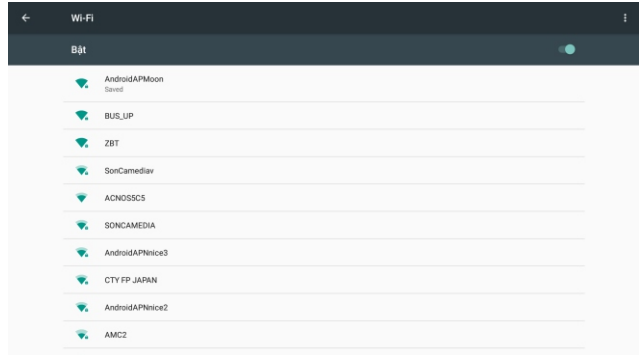 Wi-Fi
Bật
AndroidAPMoon
Saved
BUS_UP
ZBT
SonCamediav
ACNOS5C5
SONCAMEDIA
AndroidAPNnice3
CTY FP JAPAN
AndroidAPNnice2
AMC2